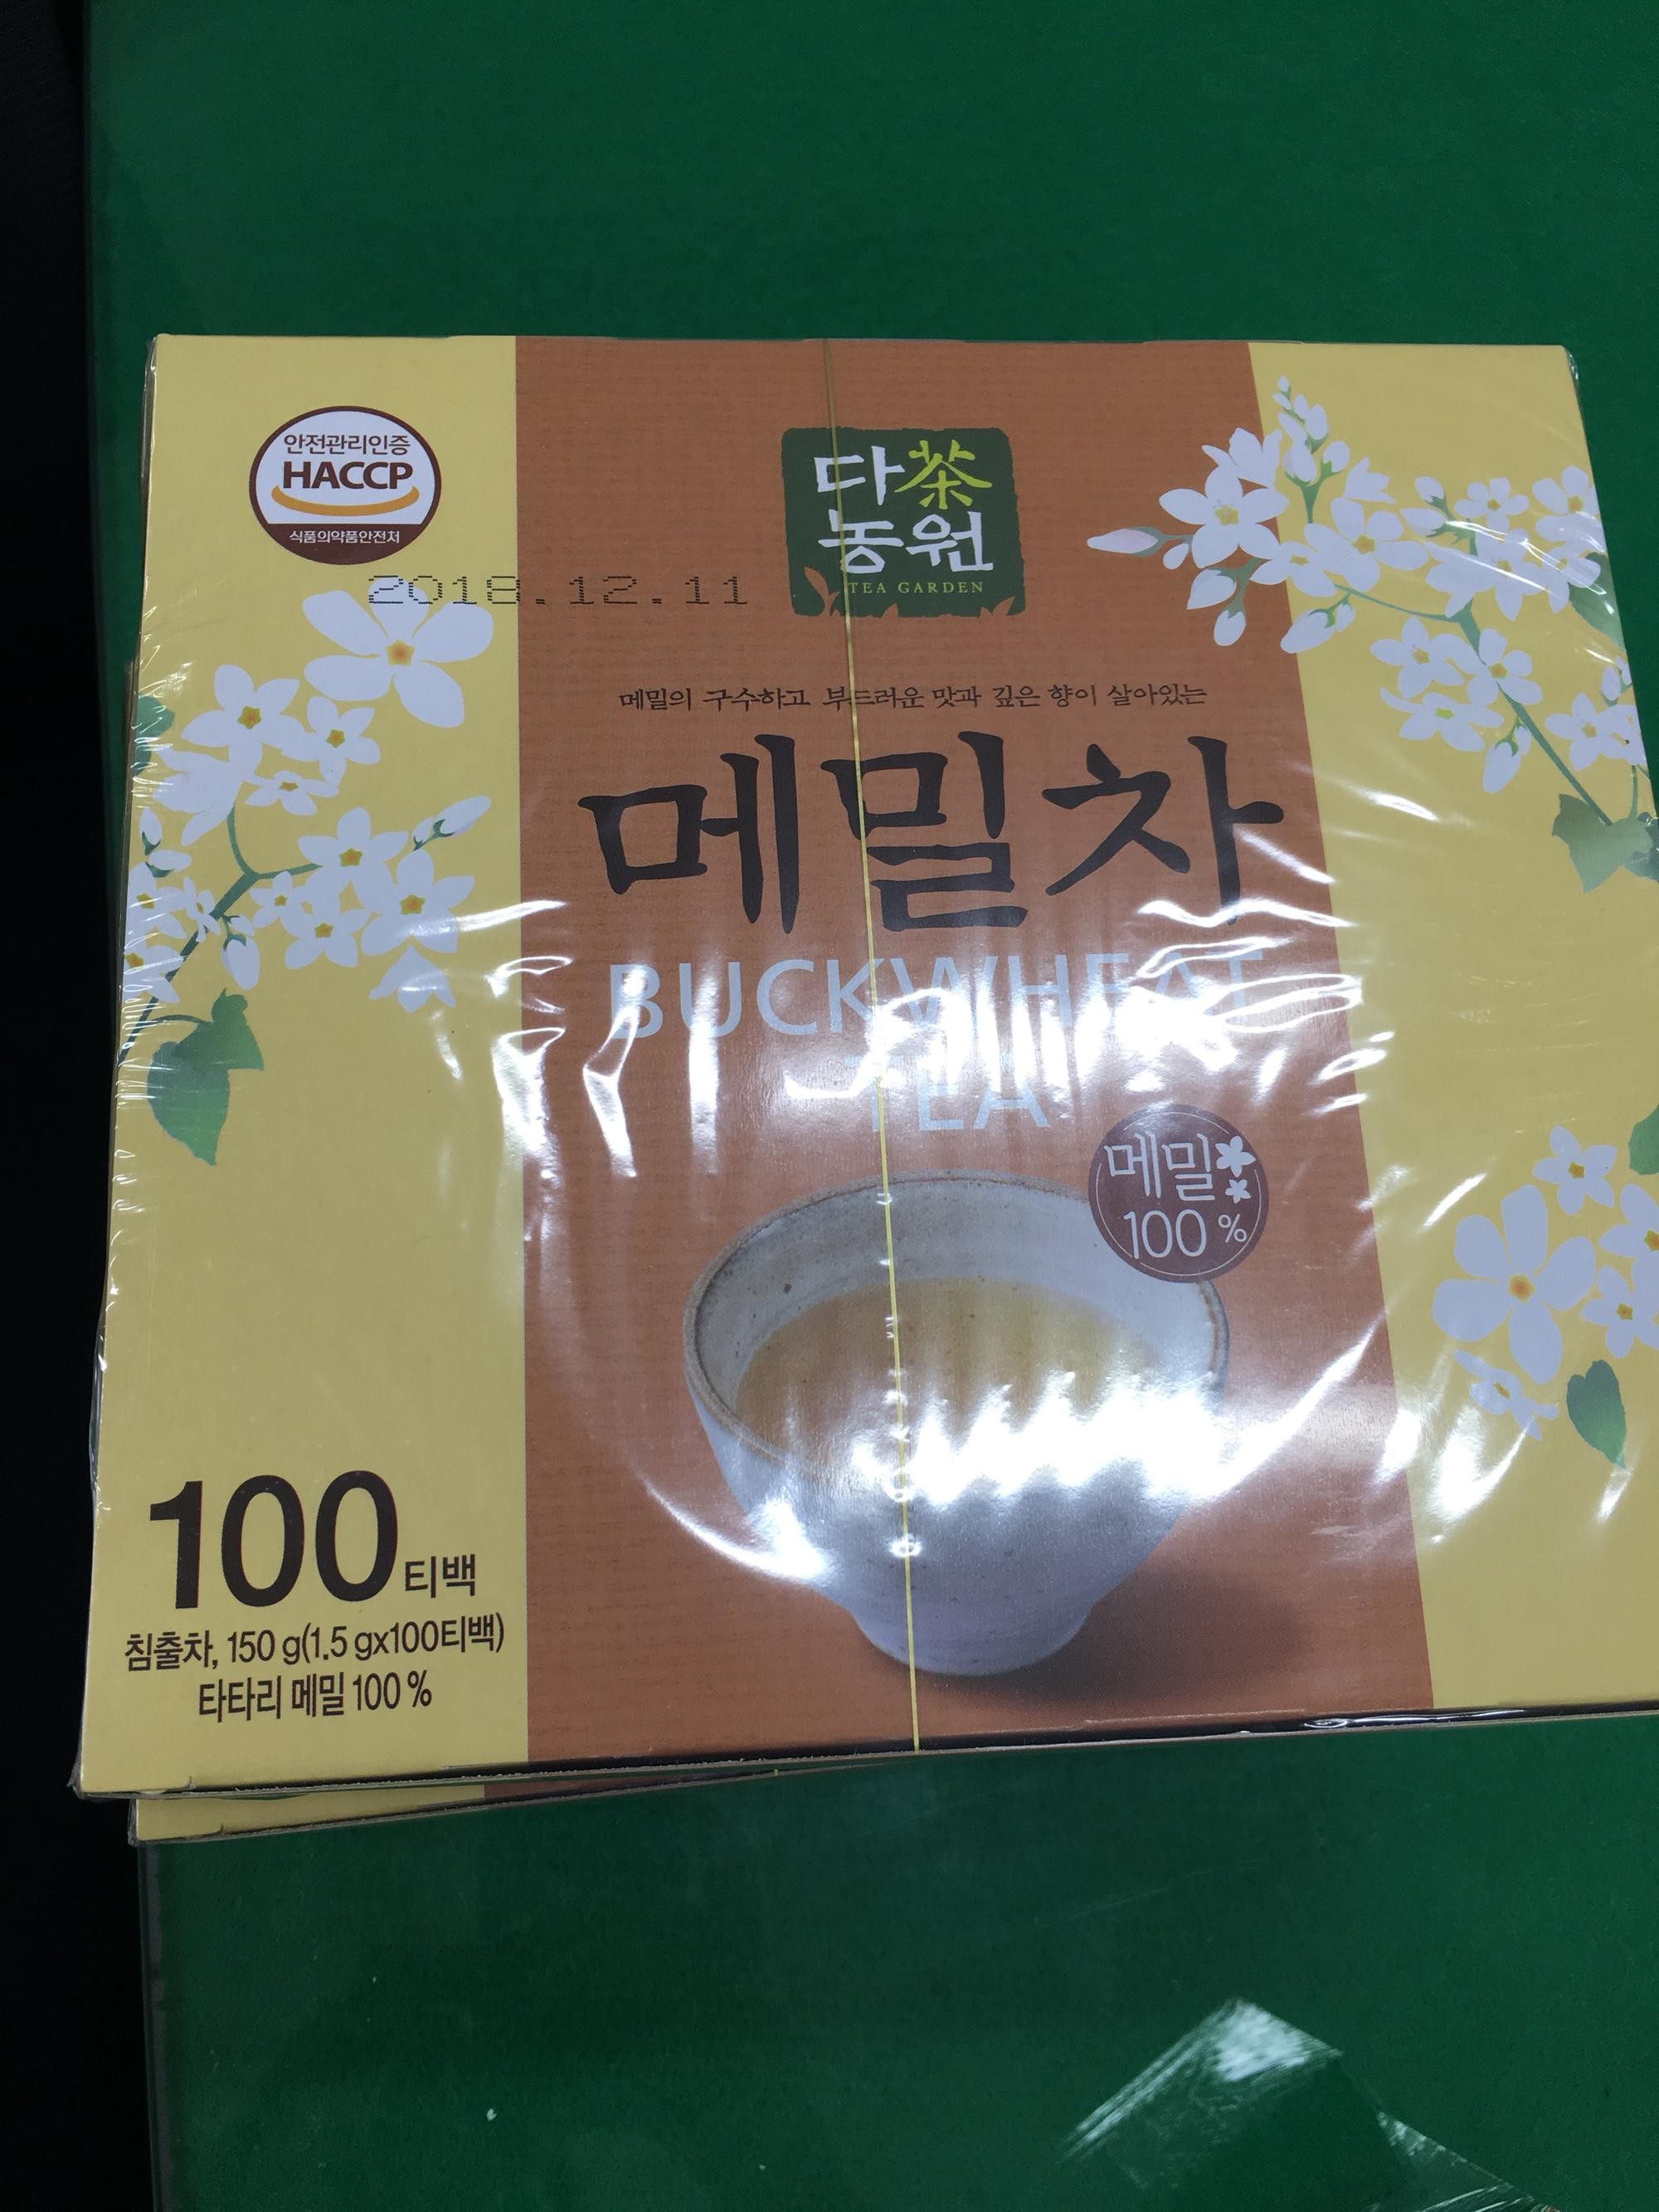 안전관리인증
HACCP
식품의약품안전처
다茶
농원
TEA GARDEN
2018.12.11
메밀의 구수하고 부드러운 맛과 깊은 향이 살아있는
메밀차
BUCKWHEAT
TEA
메밀
100%
100티백
침출차, 150 g(1.5 gx100티백)
타타리 메밀 100%